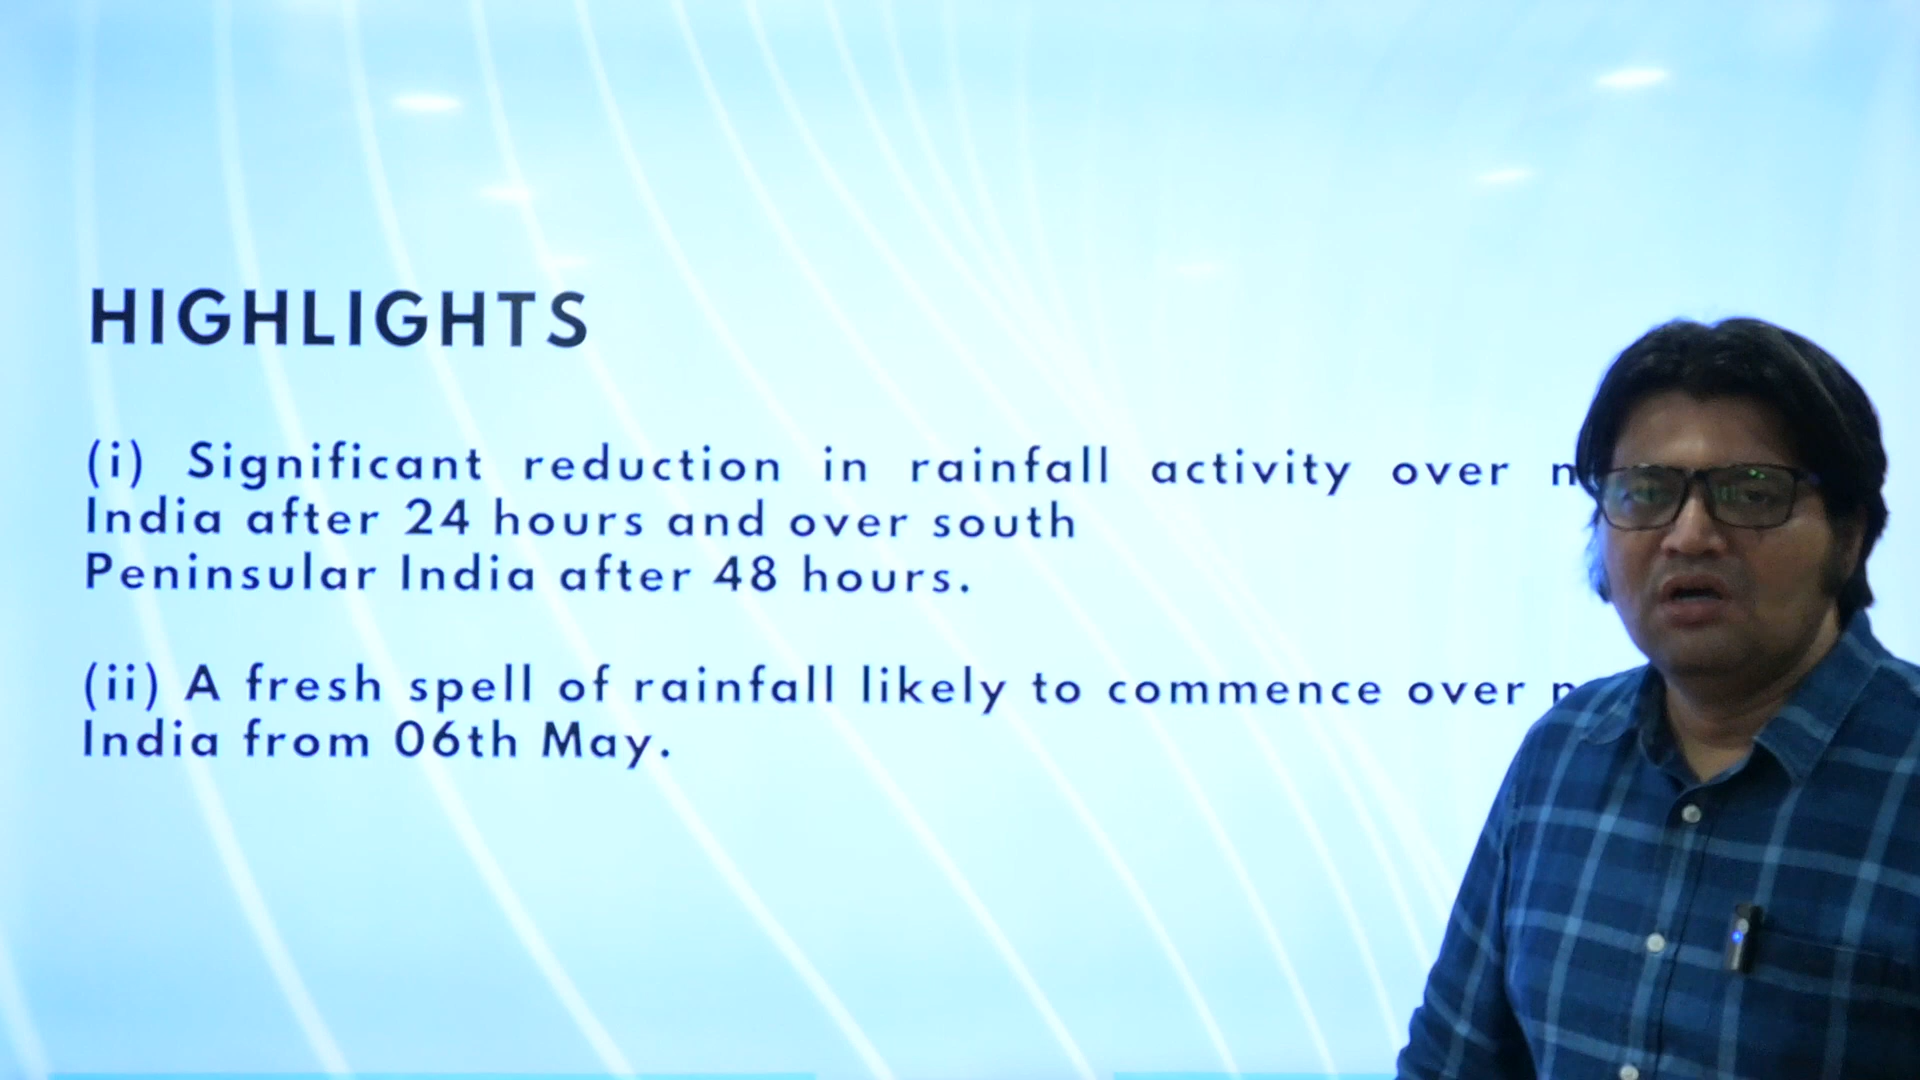 HIGHLIGHTS
(i) Significant reduction in rainfall activity over
India after 24 hours and over south
Peninsular India after 48 hours.
(ii) A fresh spell of rainfall likely to commence over
India from 06th May.